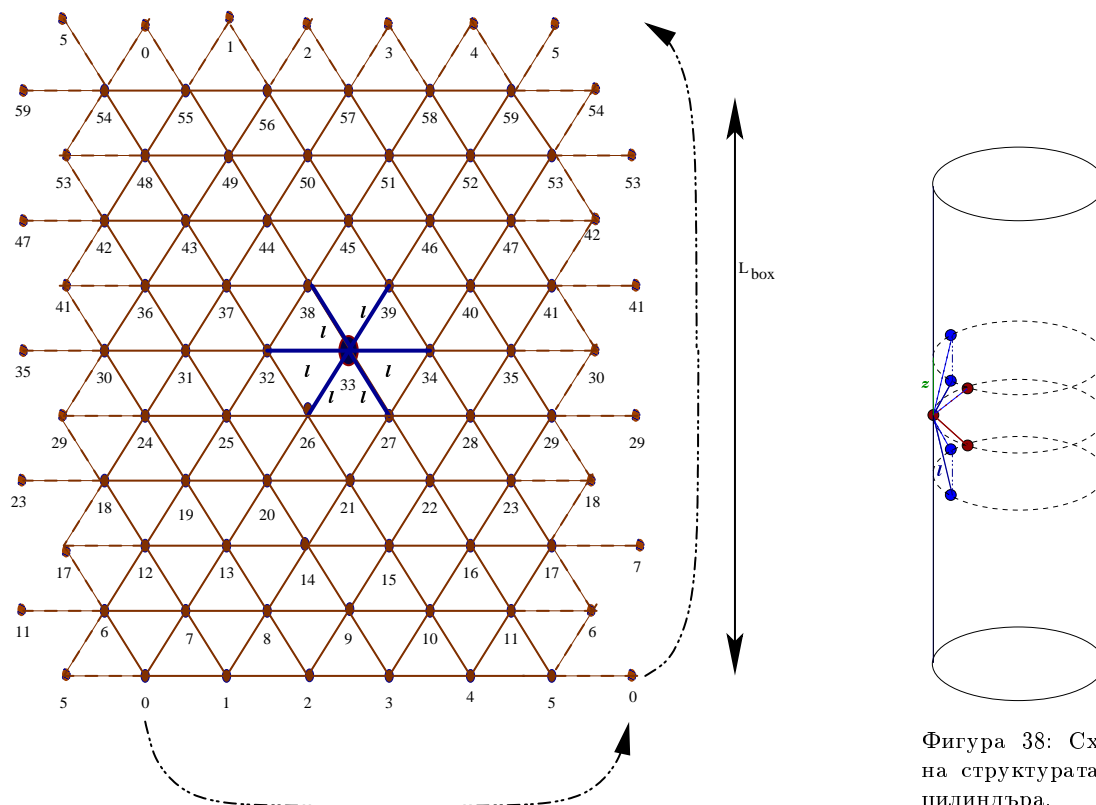 5 0 1 2 3 4 5
59 54 55 56 57 58 59 54
53 48 49 50 51 52 53 53
47 42 43 44 45 46 47 42
L box
41 36 37 38 l l 39 40 41 41
35 30 31 32 l 33 l 34 35 30
l l
29 24 25 26 27 28 29 29
23 18 19 20 21 22 23 18
17 12 13 14 15 16 17 7
11 6 7 8 9 10 11 6
5 0 1 2 3 4 5 0
z
l
Фигура 38: Сх
на структурата
цилиндъра.